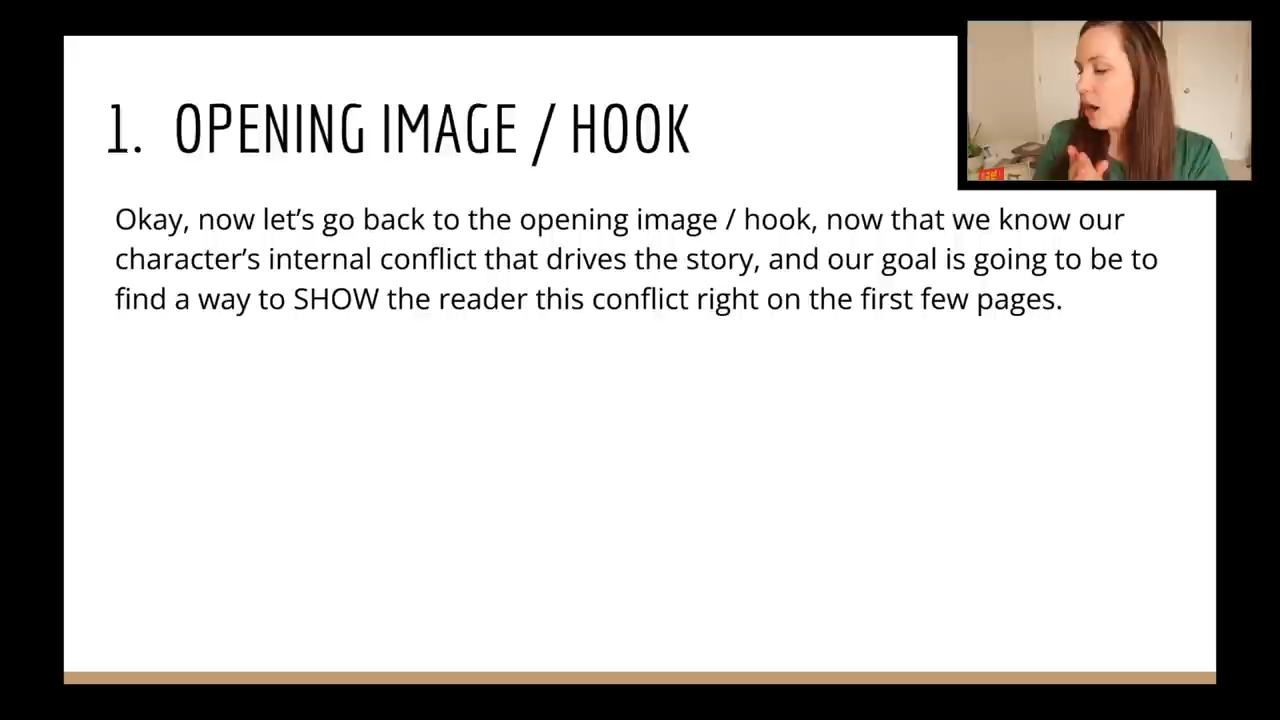 1. OPENING IMAGE / HOOK
Okay, now let’s go back to the opening image / hook, now that we know our
character’s internal conflict that drives the story, and our goal is going to be to
find a way to SHOW the reader this conflict right on the first few pages.